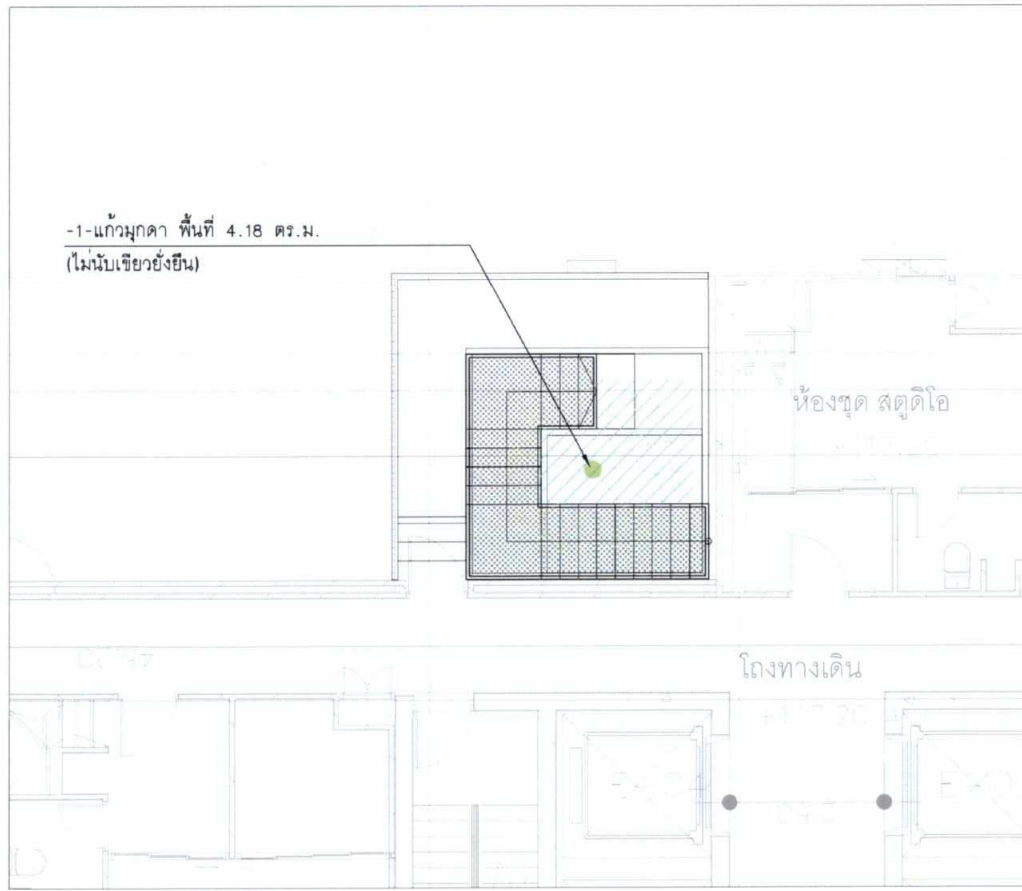 -1-แก้วมุกดา พื้นที่ 4.18 ตร.ม.
(ไม่นับเขียวยั่งยืน)
ห้องชุด สตูดิโอ
โถงทางเดิน